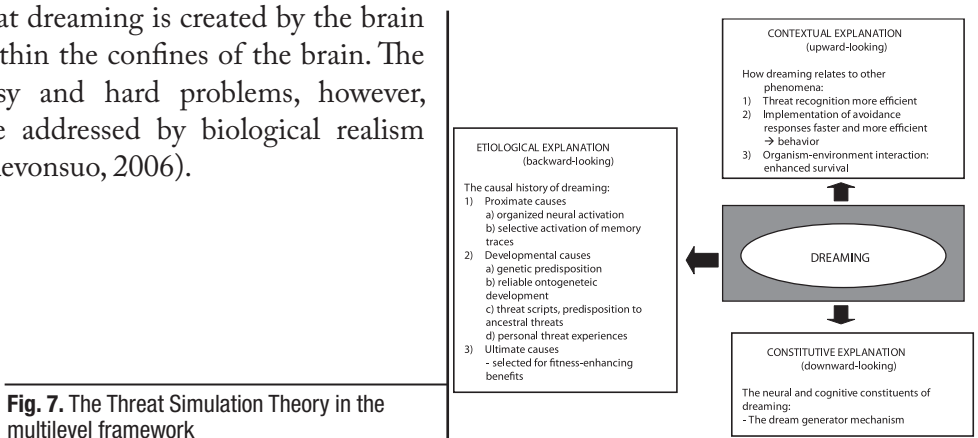 at dreaming is created by the brain
thin the confines of the brain. The
sy and hard problems, however,
e addressed by biological realism
evonsuo, 2006).
Fig. 7. The Threat Simulation Theory in the
multilevel framework
ETIOLOGICAL EXPLANATION
(backward-looking)
The causal history of dreaming:
1) Proximate causes
a) organized neural activation
b) selective activation of memory
traces
2) Developmental causes
a) genetic predisposition
b) reliable ontogeneteic
development
c) threat scripts, predisposition to
ancestral threats
d) personal threat experiences
3) Ultimate causes
- selected for fitness-enhancing
benefits
CONTEXTUAL EXPLANATION
(upward-looking)
How dreaming relates to other
phenomena:
1) Threat recognition more efficient
2) Implementation of avoidance
responses faster and more efficient
→ behavior
3) Organism-environment interaction:
enhanced survival
DREAMING
CONSTITUTIVE EXPLANATION
(downward-looking)
The neural and cognitive constituents of
dreaming:
- The dream generator mechanism